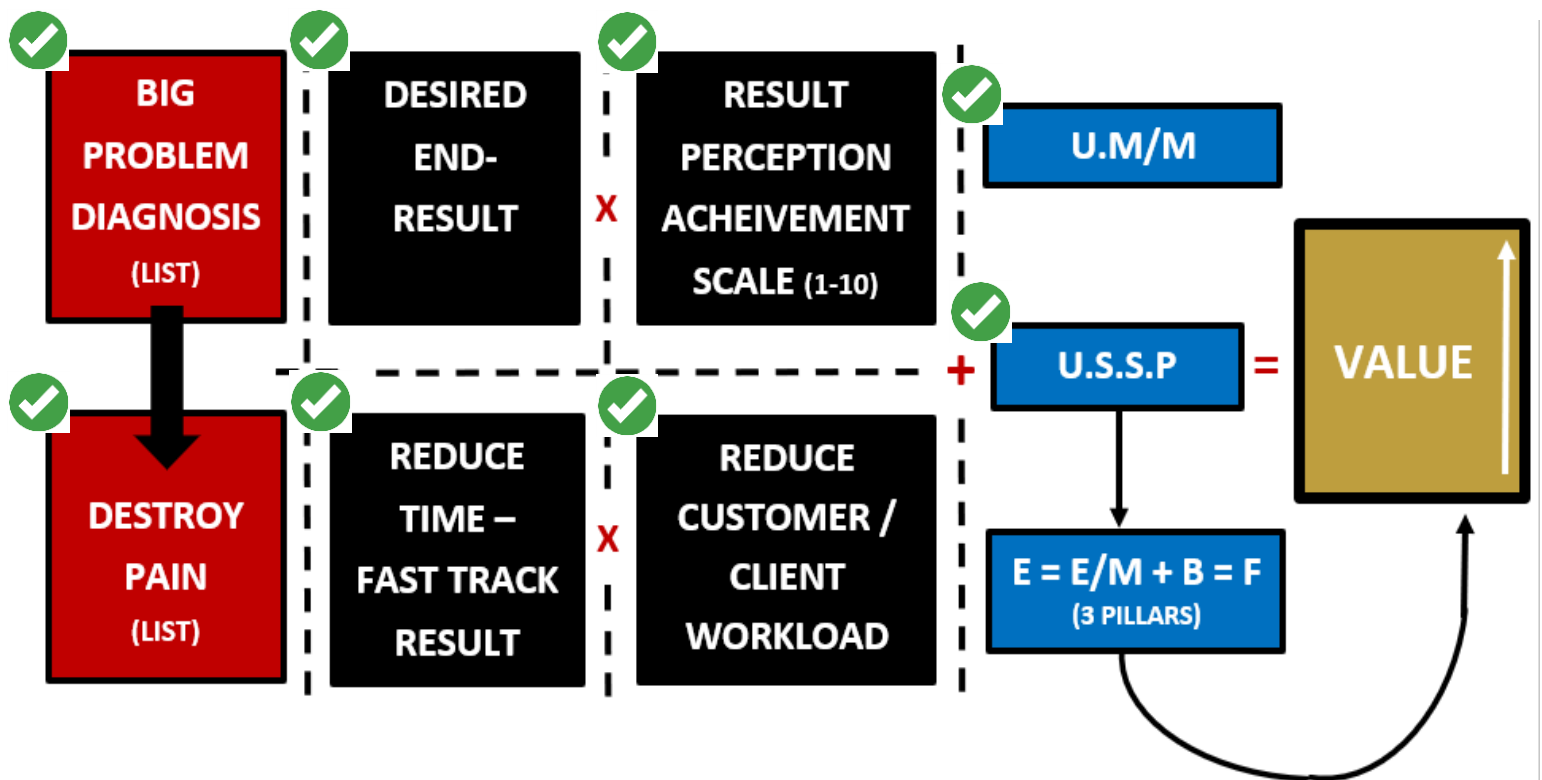 BIG
PROBLEM
DIAGNOSIS
(LIST)
DESIRED
END-
RESULT
X
RESULT
PERCEPTION
ACHEIVEMENT
SCALE (1-10)
U.M/M
+
U.S.S.P
=
VALUE
DESTROY
PAIN
(LIST)
REDUCE
TIME –
FAST TRACK
RESULT
X
REDUCE
CUSTOMER /
CLIENT
WORKLOAD
E = E/M + B = F
(3 PILLARS)